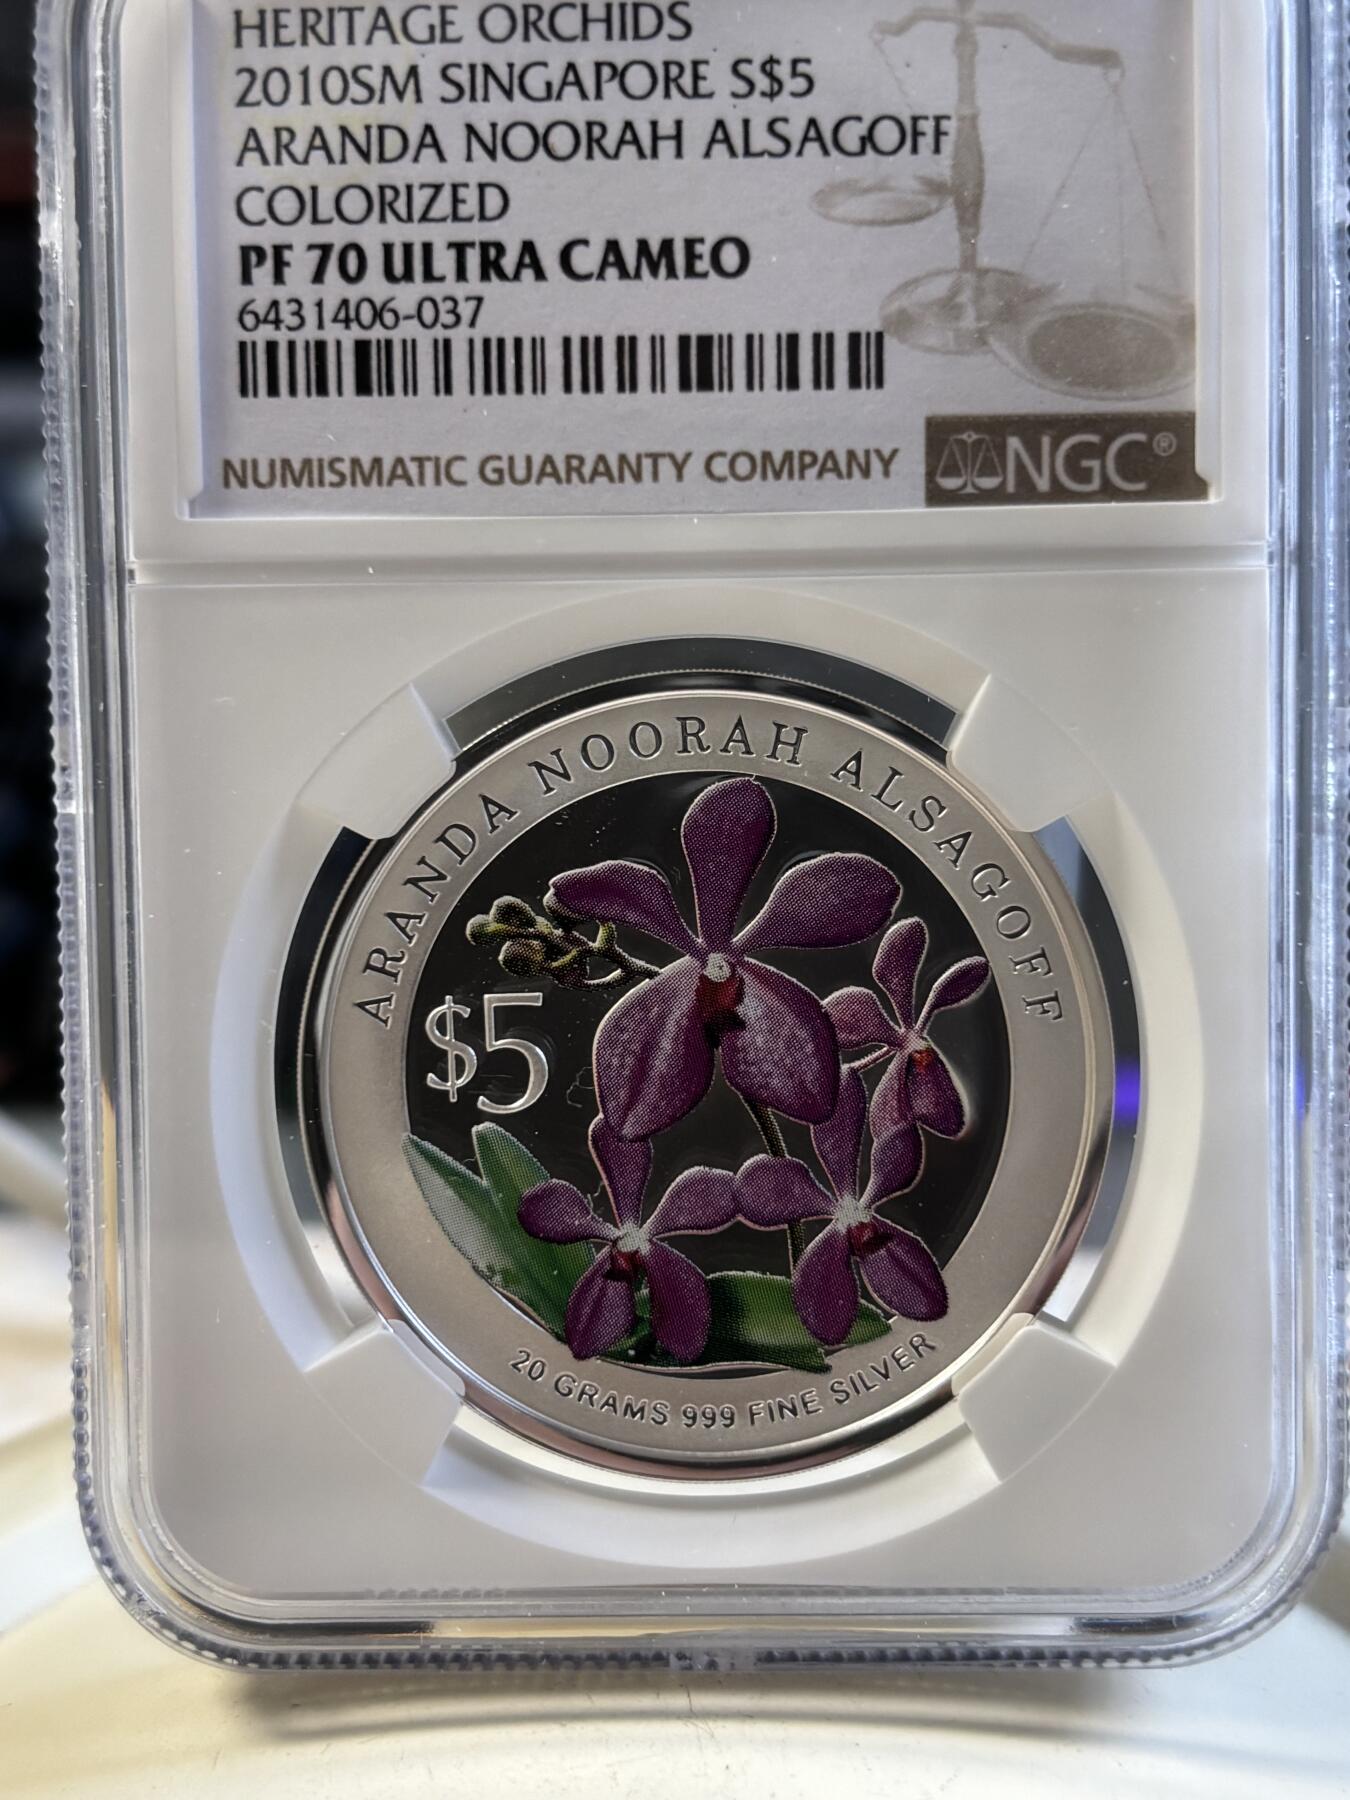 HERITAGE ORCHIDS
2010SM SINGAPORE S$5
ARANDA NOORAH ALSAGOFF
COLORIZED
PF 70 ULTRA CAMEO
6431406-037
NUMISMATIC GUARANTY COMPANY
NGC®
ARANDA NOORAH ALSAGOFF
$5
20 GRAMS 999 FINE SILVER